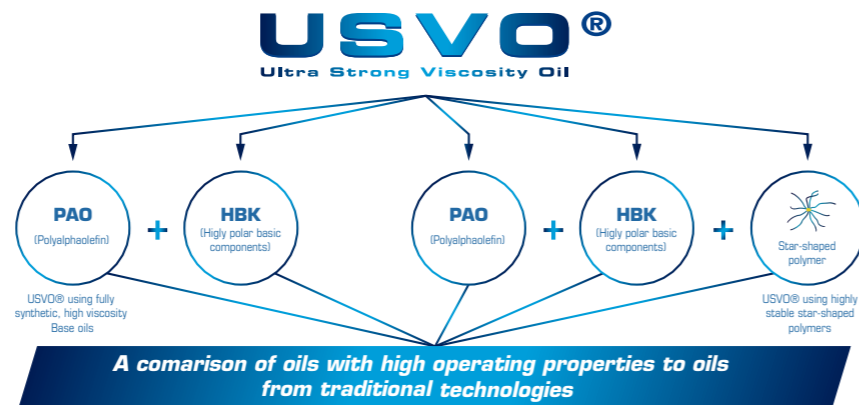 USVO®
Ultra Strong Viscosity Oil
PAO
(Polyalphaolefin)
+
HBK
(Higly polar basic
components)
PAO
(Polyalphaolefin)
+
HBK
(Higly polar basic
components)
+
Star-shaped
polymer
USVO® using fully
synthetic, high viscosity
Base oils
USVO® using highly
stable star-shaped
polymers
A comarison of oils with high operating properties to oils
from traditional technologies